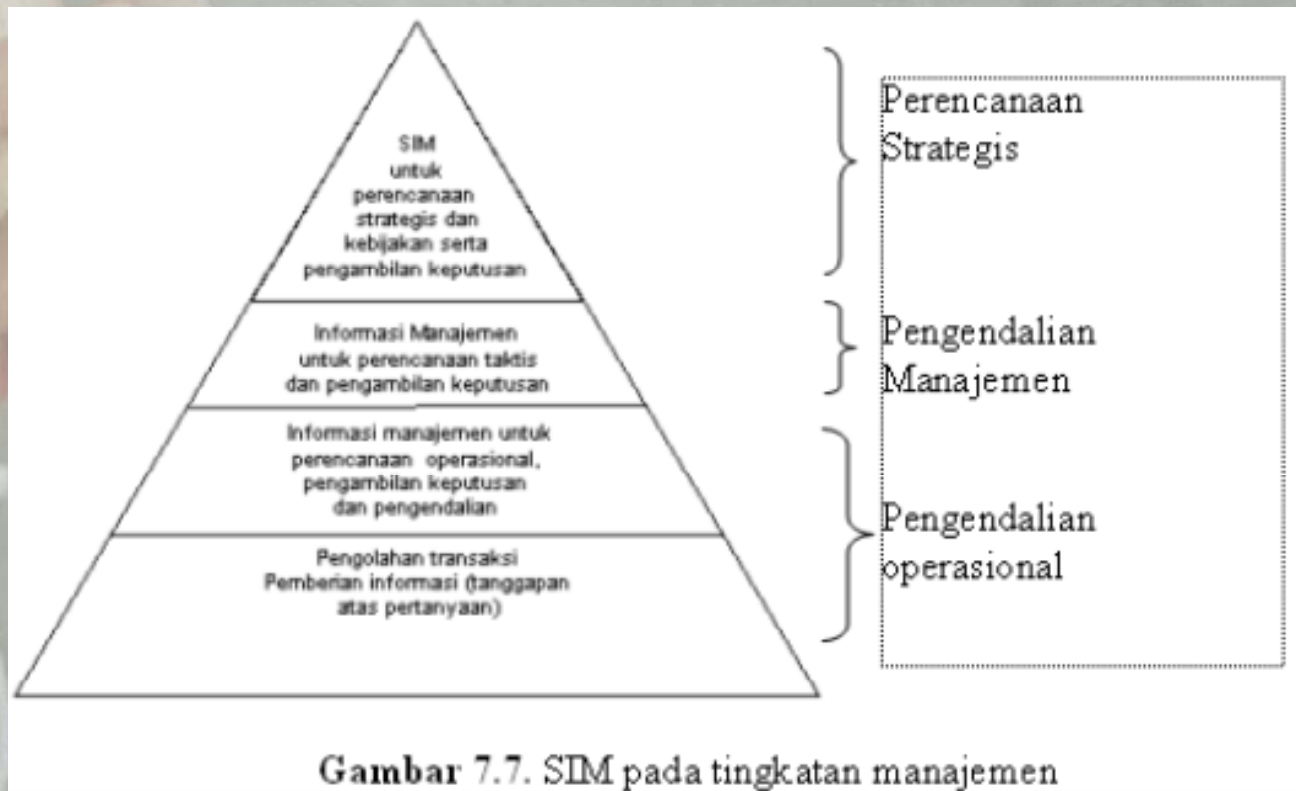 SIM
untuk
perencanaan
strategis dan
kebijakan serta
pengambilan keputusan
Informasi Manajemen
untuk perencanaan taktis
dan pengambilan keputusan
Informasi manajemen untuk
perencanaan operasional,
pengambilan keputusan
dan pengendalian
Pengolahan transaksi
Pemberian informasi (tanggapan
atas pertanyaan)
Perencanaan
Strategis
Pengendalian
Manajemen
Pengendalian
operasional
Gambar 7.7. SIM pada tingkatan manajemen